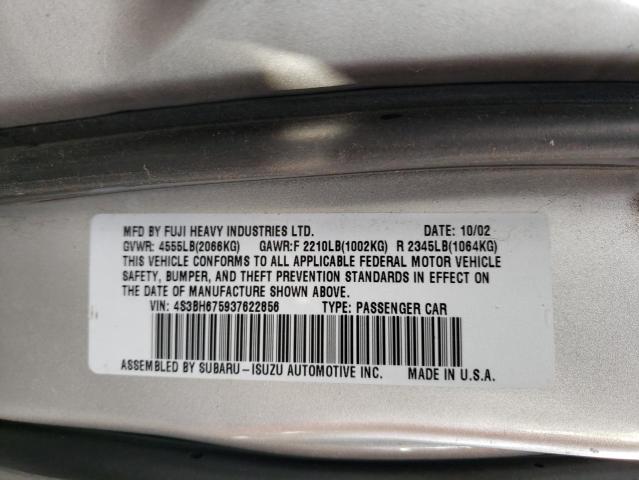 MFD BY FUJI HEAVY INDUSTRIES LTD. DATE: 10/02
GVWR: 4555LB(2066KG) GAWR:F 2210LB(1002KG) R 2345LB(1064KG)
THIS VEHICLE CONFORMS TO ALL APPLICABLE FEDERAL MOTOR VEHICLE
SAFETY, BUMPER, AND THEFT PREVENTION STANDARDS IN EFFECT ON
THE DATE OF MANUFACTURE SHOWN ABOVE.
VIN: 4S3BH675937622856 TYPE: PASSENGER CAR
ASSEMBLED BY SUBARU-ISUZU AUTOMOTIVE INC. MADE IN U.S.A.